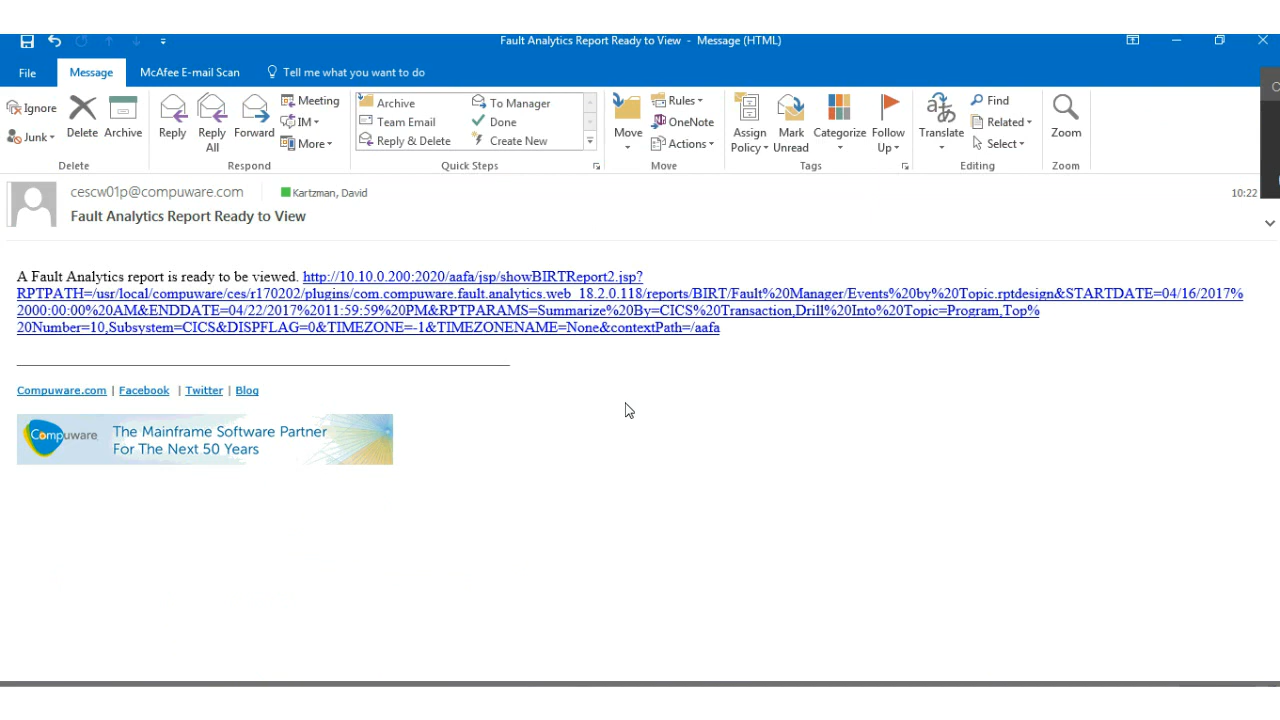 Fault Analytics Report Ready to View - Message (HTML)
File Message McAfee E-mail Scan Tell me what you want to do
Ignore
Junk
Delete
Archive
Delete
Reply
Reply All
Forward
Meeting
IM
More
Respond
Archive
Team Email
Reply & Delete
To Manager
Done
Create New
Quick Steps
Move
Rules
OneNote
Actions
Move
Assign Policy
Mark Unread
Categorize
Follow Up
Tags
Translate
Find
Related
Select
Editing
Zoom
Zoom
cescw01p@compuware.com Kartzman, David 10:22
Fault Analytics Report Ready to View
A Fault Analytics report is ready to be viewed. http://10.10.0.200:2020/aafa/jsp/showBIRTReport2.jsp?
RPTPATH=/usr/local/compuware/ces/r170202/plugins/com.compuware.fault.analytics.web_18.2.0.118/reports/BIRT/Fault%20Manager/Events%20by%20Topic.rptdesign&STARTDATE=04/16/2017%
2000:00:00%20AM&ENDDATE=04/22/2017%2011:59:59%20PM&RPTPARAMS=Summarize%20By=CICS%20Transaction,Drill%20Into%20Topic=Program,Top%
20Number=10,Subsystem=CICS&DISPFLAG=0&TIMEZONE=-1&TIMEZONENAME=None&contextPath=/aafa
Compuware.com | Facebook | Twitter | Blog
Compuware
The Mainframe Software Partner
For The Next 50 Years